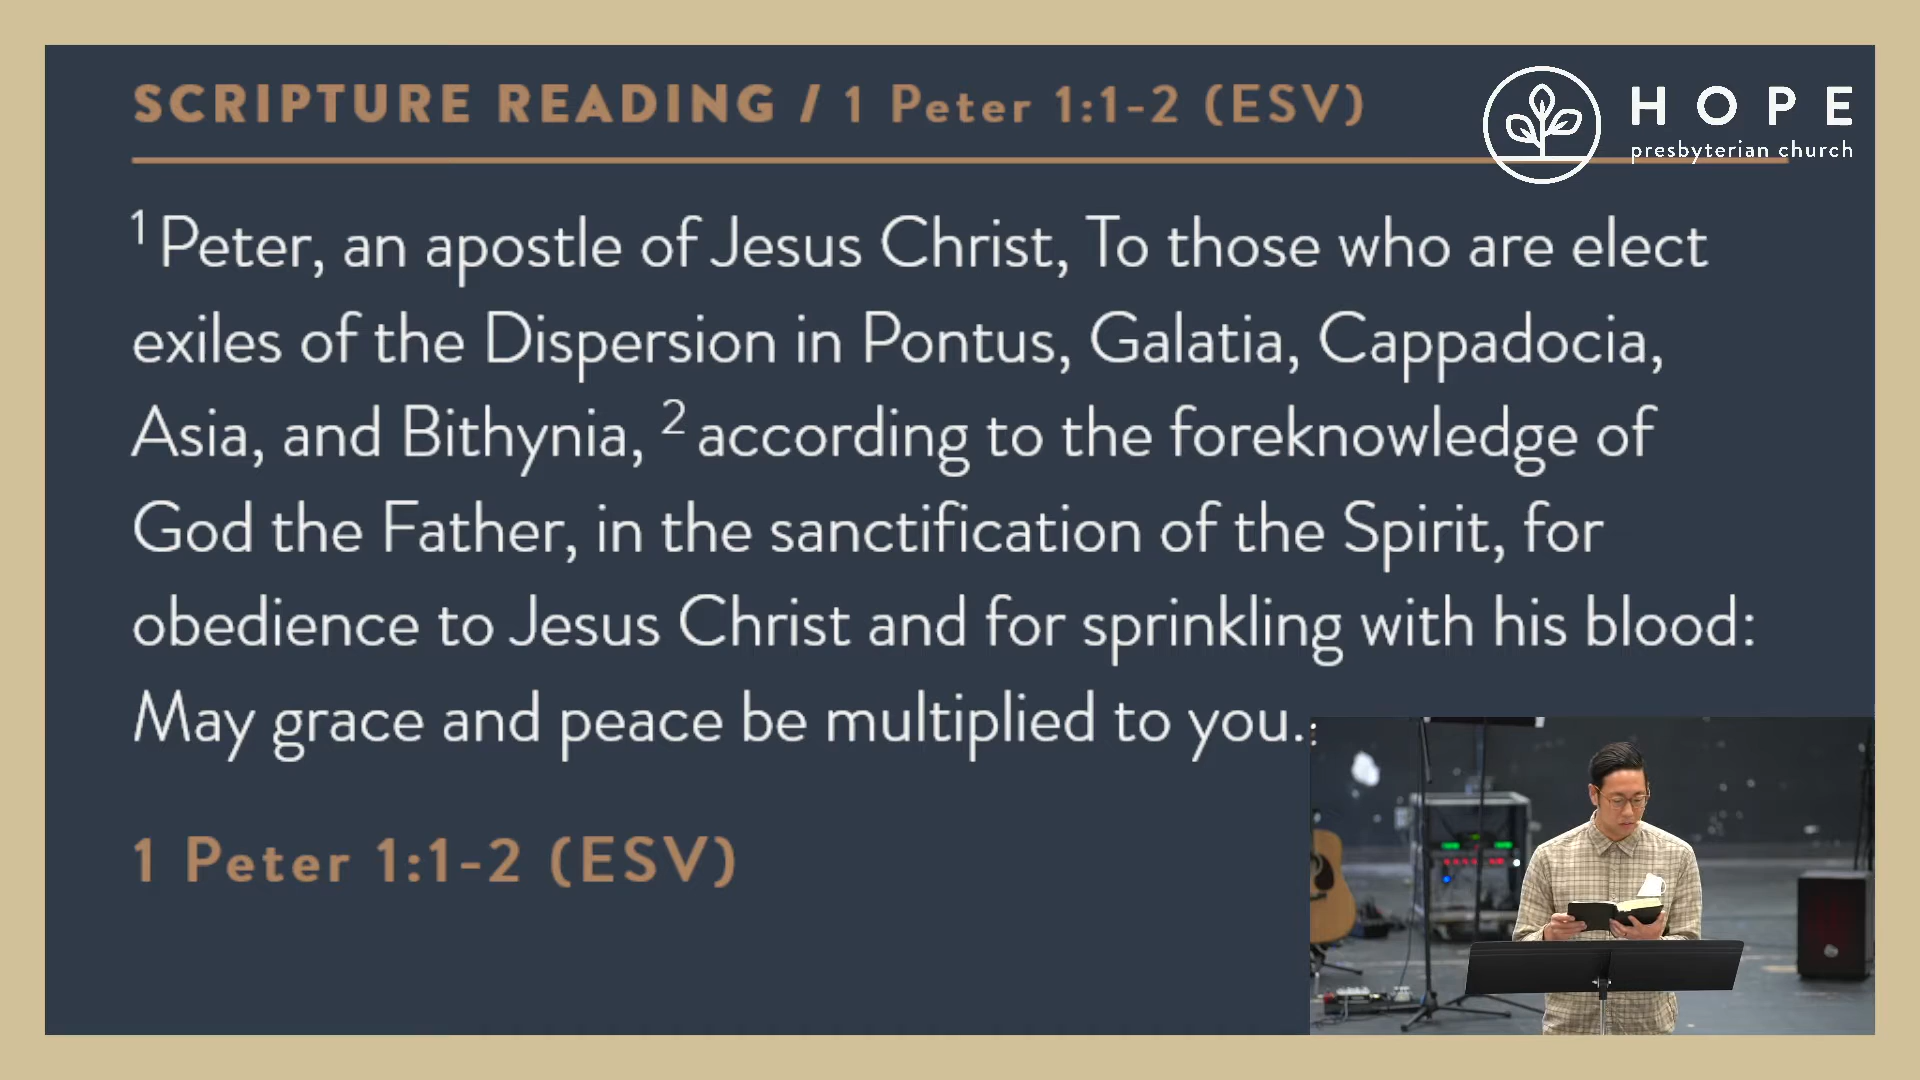 SCRIPTURE READING / 1 Peter 1:1-2 (ESV)
HOPE
presbyterian church
1 Peter, an apostle of Jesus Christ, To those who are elect
exiles of the Dispersion in Pontus, Galatia, Cappadocia,
Asia, and Bithynia, 2 according to the foreknowledge of
God the Father, in the sanctification of the Spirit, for
obedience to Jesus Christ and for sprinkling with his blood:
May grace and peace be multiplied to you.
1 Peter 1:1-2 (ESV)